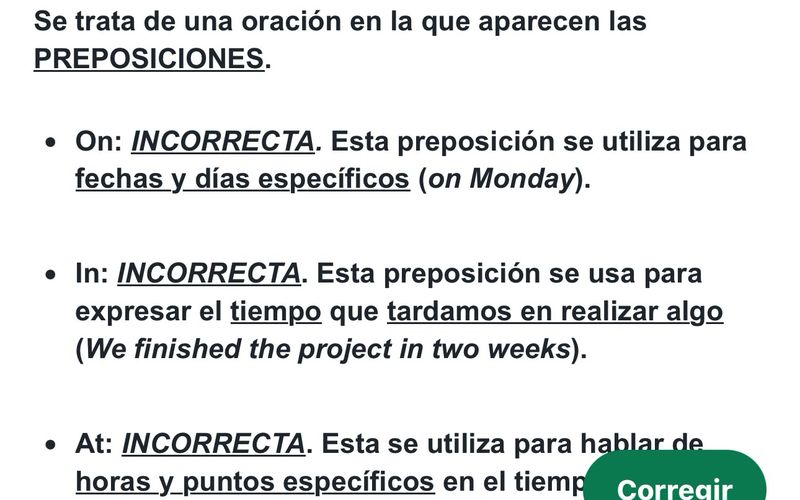 Se trata de una oración en la que aparecen las
PREPOSICIONES.
• On: INCORRECTA. Esta preposición se utiliza para
fechas y días específicos (on Monday).
• In: INCORRECTA. Esta preposición se usa para
expresar el tiempo que tardamos en realizar algo
(We finished the project in two weeks).
• At: INCORRECTA. Esta se utiliza para hablar de
horas y puntos específicos en el
Corregir